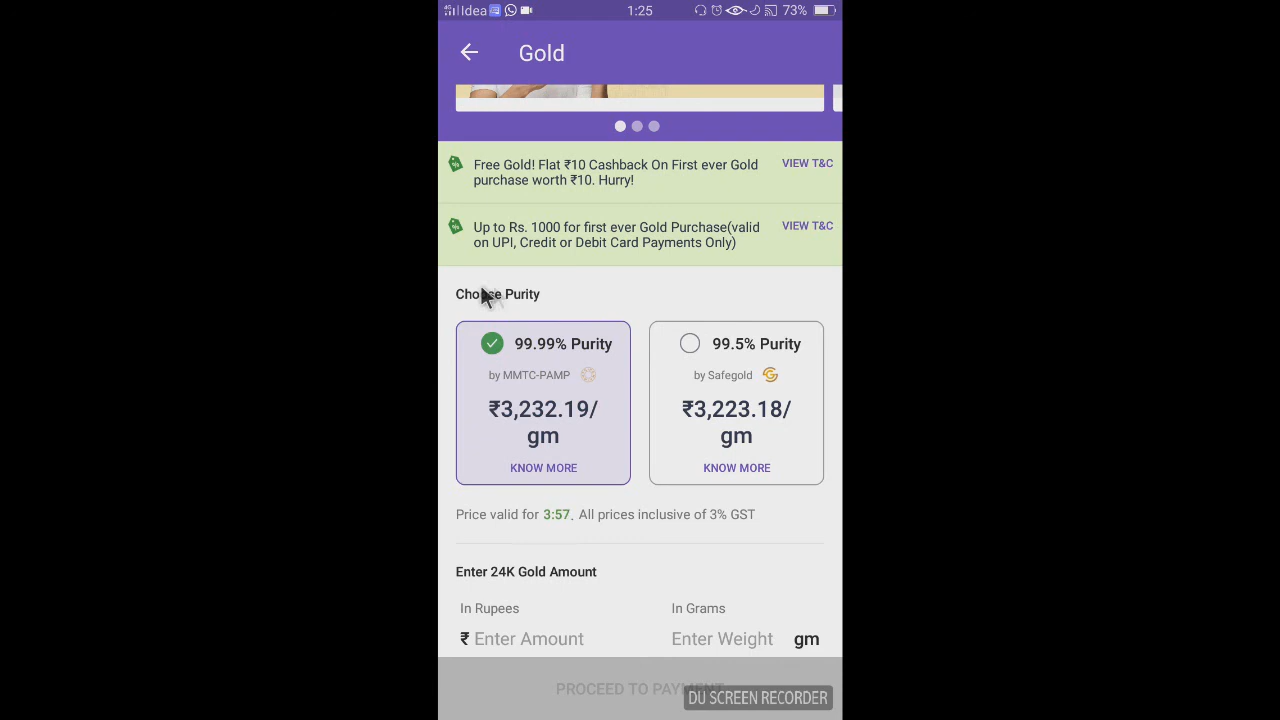 4G Idea 1:25 73%
Gold
Free Gold! Flat ₹10 Cashback On First ever Gold VIEW T&C
purchase worth ₹10. Hurry!
Up to Rs. 1000 for first ever Gold Purchase(valid VIEW T&C
on UPI, Credit or Debit Card Payments Only)
Choose Purity
99.99% Purity
by MMTC-PAMP
₹3,232.19/
gm
KNOW MORE
99.5% Purity
by Safegold
₹3,223.18/
gm
KNOW MORE
Price valid for 3:57. All prices inclusive of 3% GST
Enter 24K Gold Amount
In Rupees In Grams
₹ Enter Amount Enter Weight gm
PROCEED TO PAYMENT
DU SCREEN RECORDER